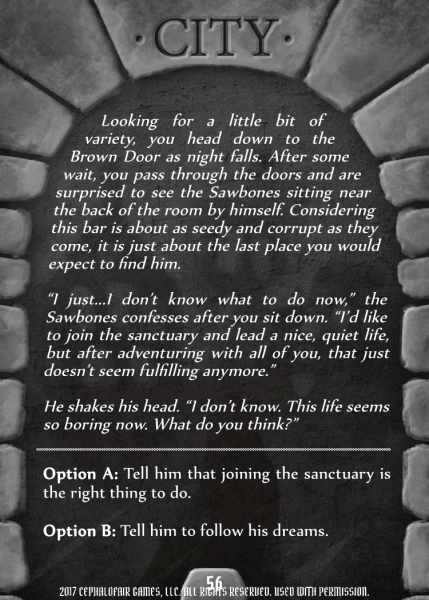 · CITY ·
Looking for a little bit of
variety, you head down to the
Brown Door as night falls. After some
wait, you pass through the doors and are
surprised to see the Sawbones sitting near
the back of the room by himself. Considering
this bar is about as seedy and corrupt as they
come, it is just about the last place you would
expect to find him.
“I just...I don’t know what to do now,” the
Sawbones confesses after you sit down. “I’d like
to join the sanctuary and lead a nice, quiet life,
but after adventuring with all of you, that just
doesn’t seem fulfilling anymore.”
He shakes his head. “I don’t know. This life seems
so boring now. What do you think?”
Option A: Tell him that joining the sanctuary is
the right thing to do.
Option B: Tell him to follow his dreams.
56
2017 CEPHALOFAIR GAMES, LLC. ALL RIGHTS RESERVED. USED WITH PERMISSION.